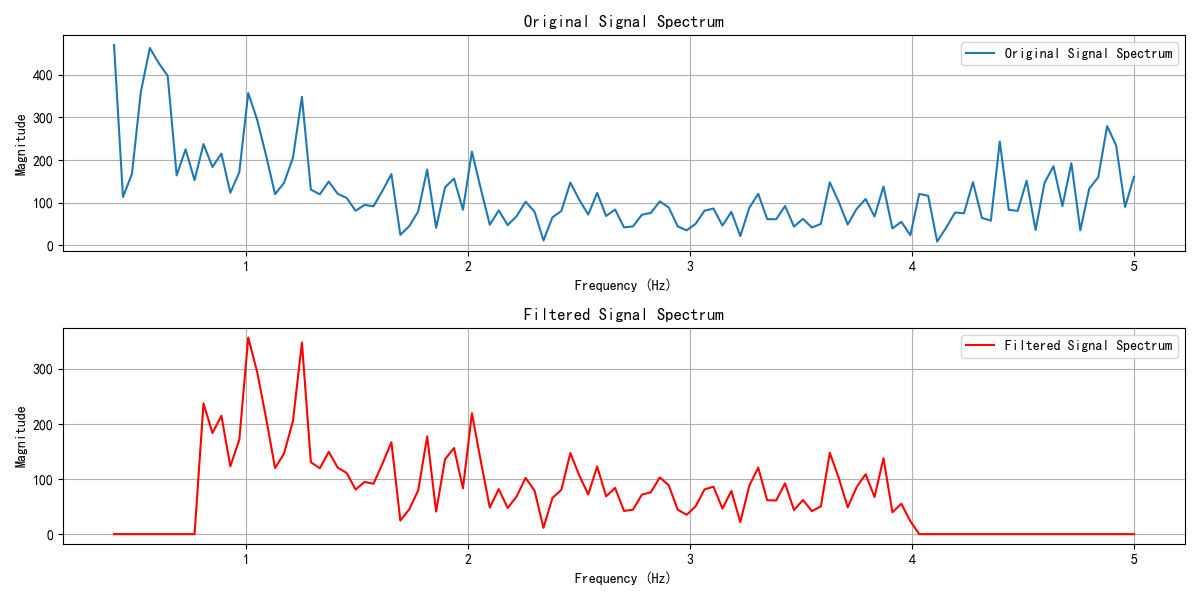 Original Signal Spectrum
Original Signal Spectrum
Magnitude
400
300
200
100
0
1 2 3 4 5
Frequency (Hz)
Filtered Signal Spectrum
Filtered Signal Spectrum
Magnitude
300
200
100
0
1 2 3 4 5
Frequency (Hz)